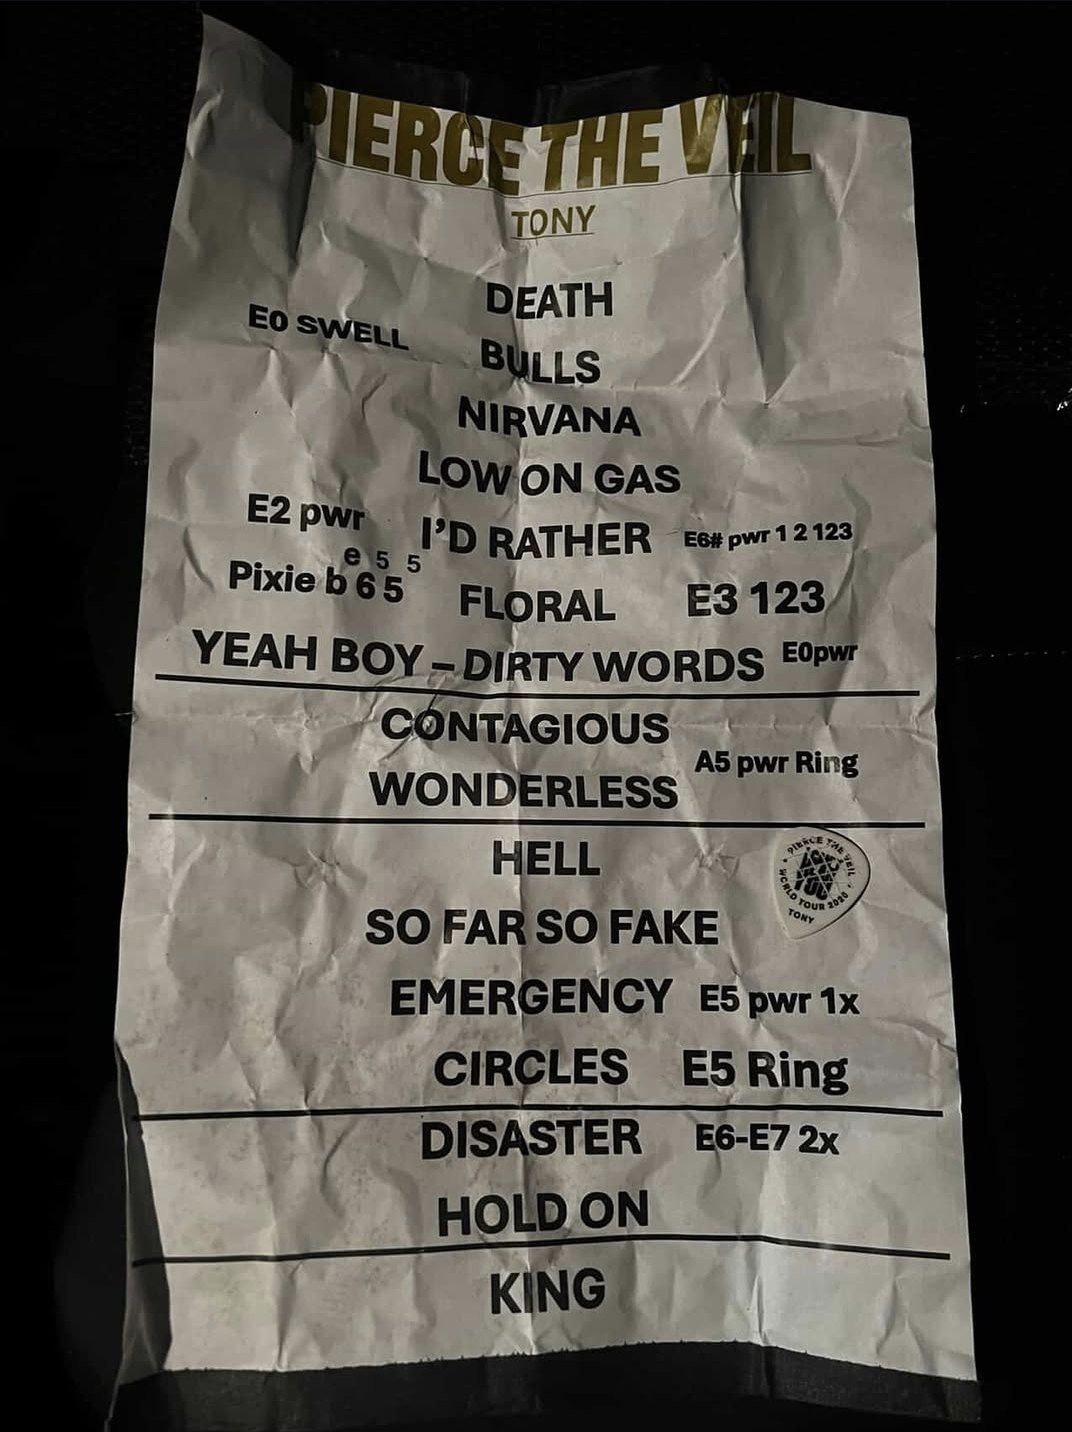 PIERCE THE VEIL
TONY
DEATH
E0 SWELL
BULLS
NIRVANA
LOW ON GAS
E2 pwr I'D RATHER E6# pwr 1 2 123
e 5 5
Pixie b 6 5 FLORAL E3 123
YEAH BOY – DIRTY WORDS E0pwr
CONTAGIOUS
A5 pwr Ring
WONDERLESS
HELL
PIERCE THE VEIL
WORLD TOUR 2020
TONY
SO FAR SO FAKE
EMERGENCY E5 pwr 1x
CIRCLES E5 Ring
DISASTER E6-E7 2x
HOLD ON
KING